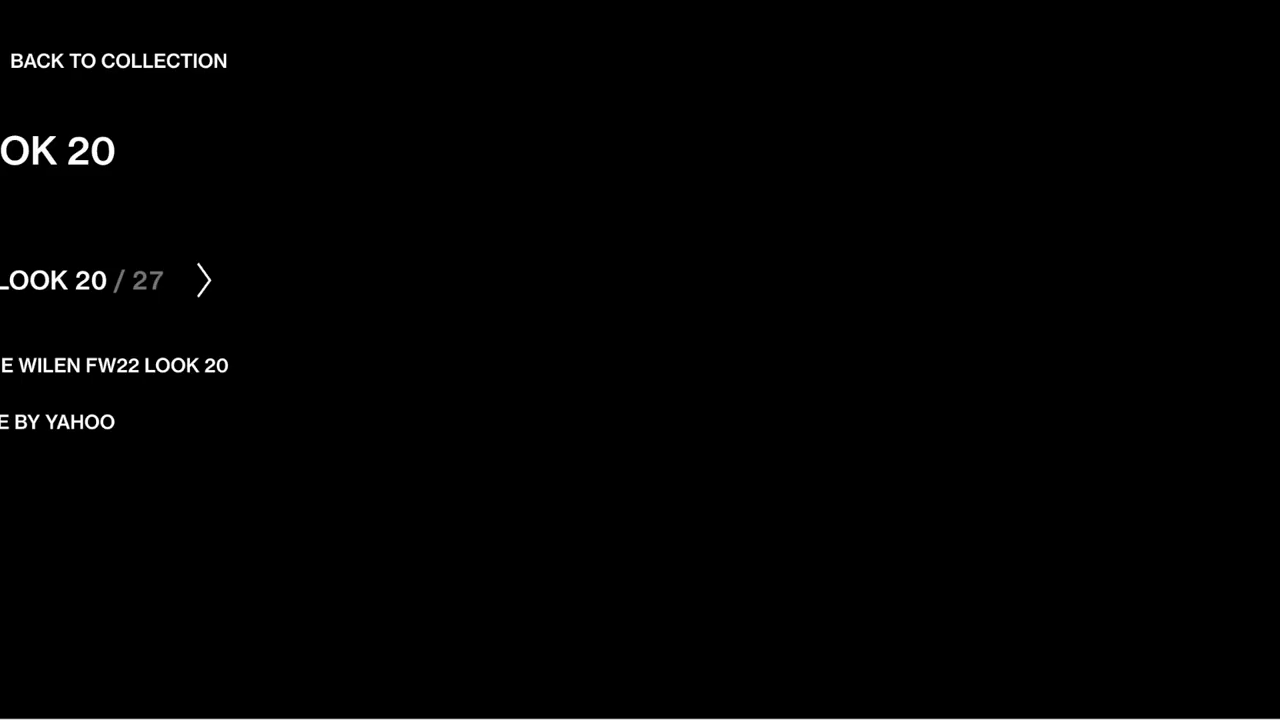 BACK TO COLLECTION
OK 20
LOOK 20 / 27
E WILEN FW22 LOOK 20
E BY YAHOO